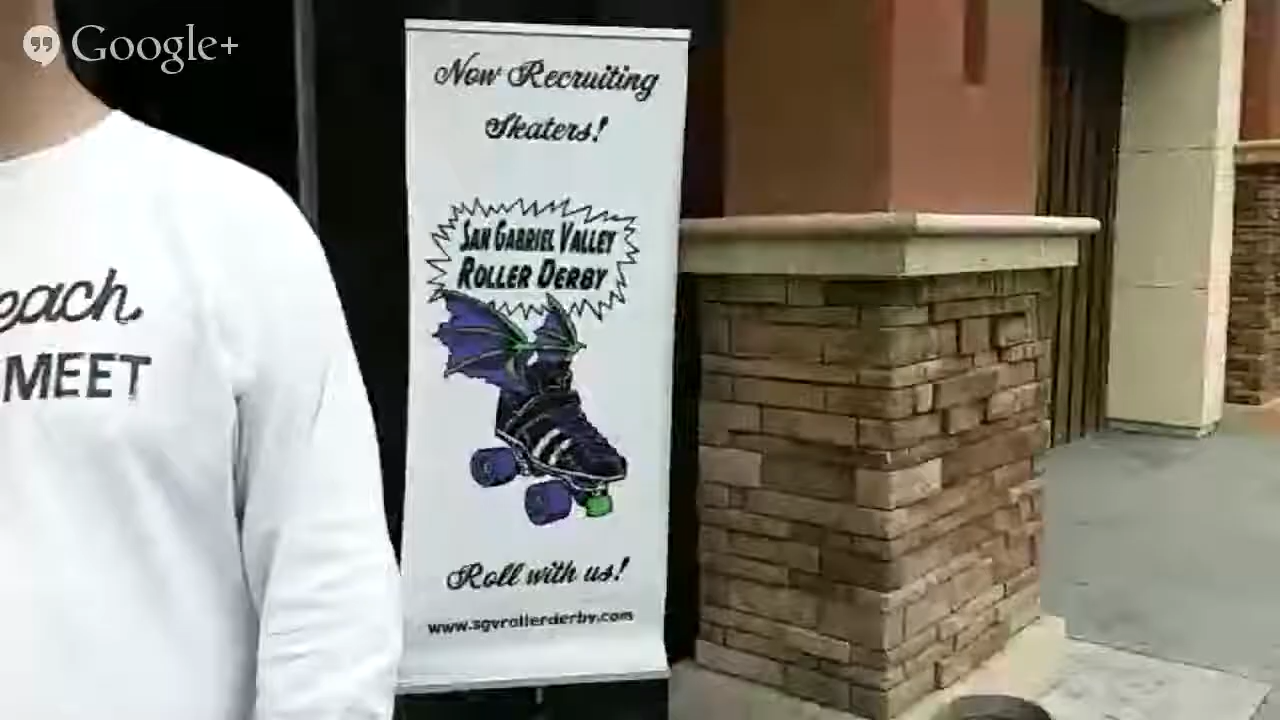 Google+
Now Recruiting
Skaters!
San Gabriel Valley
Roller Derby
Roll with us!
www.sgvrollerderby.com
each
MEET